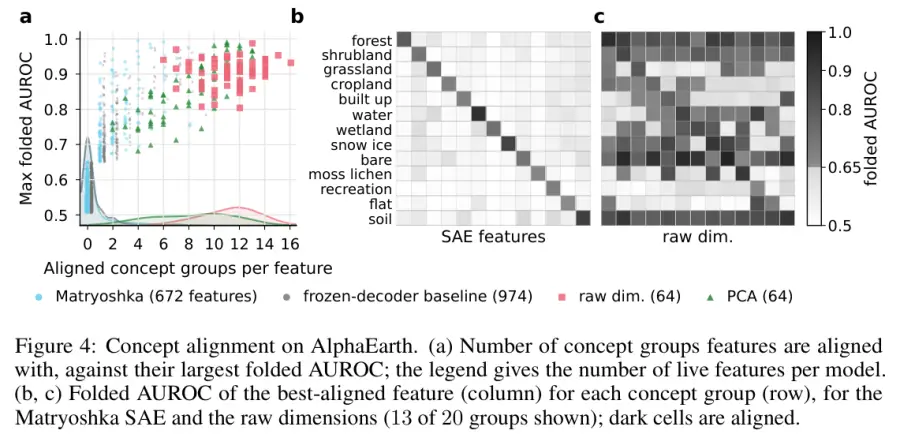 a
b
c
1.0
0.9
0.8
0.7
0.6
0.5
Max folded AUROC
0 2 4 6 8 10 12 14 16
Aligned concept groups per feature
forest
shrubland
grassland
cropland
built up
water
wetland
snow ice
bare
moss lichen
recreation
flat
soil
SAE features
raw dim.
1.0
0.9
0.8
0.65
0.5
folded AUROC
Matryoshka (672 features) frozen-decoder baseline (974) raw dim. (64) PCA (64)
Figure 4: Concept alignment on AlphaEarth. (a) Number of concept groups features are aligned
with, against their largest folded AUROC; the legend gives the number of live features per model.
(b, c) Folded AUROC of the best-aligned feature (column) for each concept group (row), for the
Matryoshka SAE and the raw dimensions (13 of 20 groups shown); dark cells are aligned.